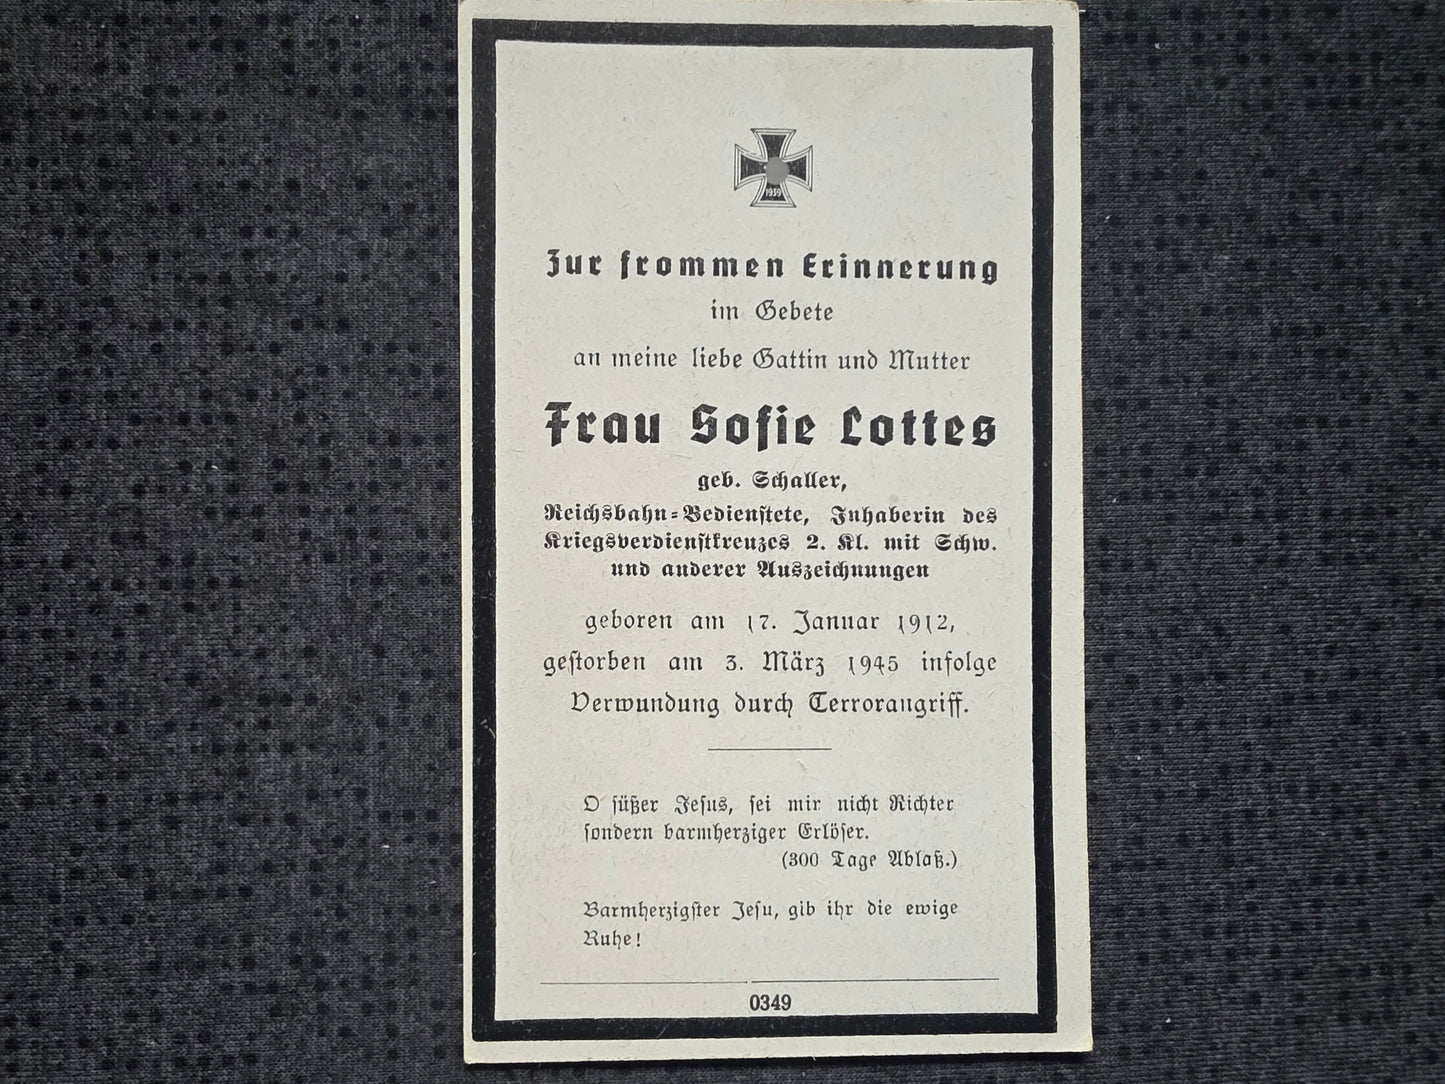 1939
Zur frommen Erinnerung
im Gebete
an meine liebe Gattin und Mutter
Frau Sofie Lottes
geb. Schaller,
Reichsbahn-Bedienstete, Inhaberin des
Kriegsverdienstkreuzes 2. Kl. mit Schw.
und anderer Auszeichnungen
geboren am 17. Januar 1912,
gestorben am 3. März 1945 infolge
Verwundung durch Terrorangriff.
O süßer Jesus, sei mir nicht Richter
sondern barmherziger Erlöser.
(300 Tage Ablaß.)
Barmherzigster Jesu, gib ihr die ewige
Ruhe!
0349